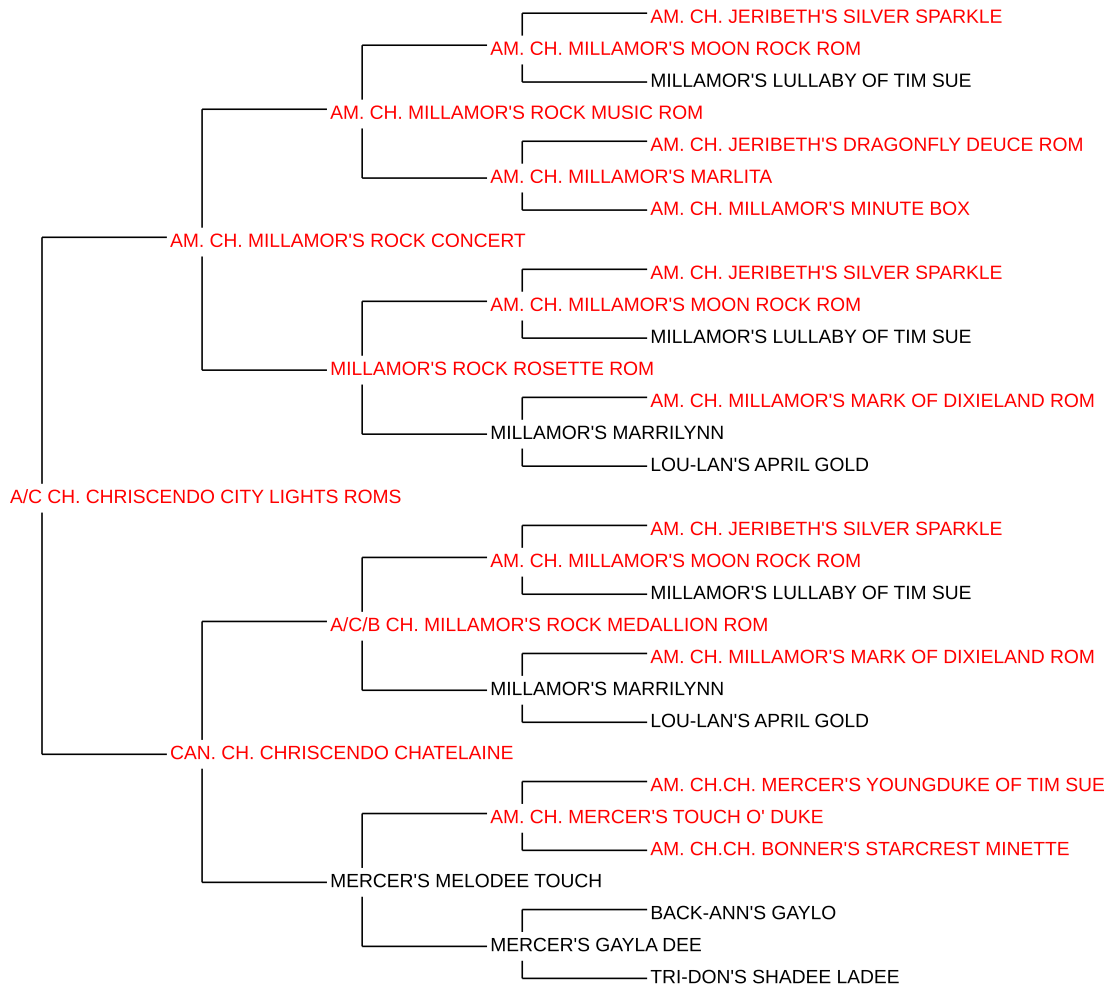 AM. CH. JERIBETH'S SILVER SPARKLE
AM. CH. MILLAMOR'S MOON ROCK ROM
MILLAMOR'S LULLABY OF TIM SUE
AM. CH. MILLAMOR'S ROCK MUSIC ROM
AM. CH. JERIBETH'S DRAGONFLY DEUCE ROM
AM. CH. MILLAMOR'S MARLITA
AM. CH. MILLAMOR'S MINUTE BOX
AM. CH. MILLAMOR'S ROCK CONCERT
AM. CH. JERIBETH'S SILVER SPARKLE
AM. CH. MILLAMOR'S MOON ROCK ROM
MILLAMOR'S LULLABY OF TIM SUE
MILLAMOR'S ROCK ROSETTE ROM
AM. CH. MILLAMOR'S MARK OF DIXIELAND ROM
MILLAMOR'S MARRILYNN
LOU-LAN'S APRIL GOLD
A/C CH. CHRISCENDO CITY LIGHTS ROMS
AM. CH. JERIBETH'S SILVER SPARKLE
AM. CH. MILLAMOR'S MOON ROCK ROM
MILLAMOR'S LULLABY OF TIM SUE
A/C/B CH. MILLAMOR'S ROCK MEDALLION ROM
AM. CH. MILLAMOR'S MARK OF DIXIELAND ROM
MILLAMOR'S MARRILYNN
LOU-LAN'S APRIL GOLD
CAN. CH. CHRISCENDO CHATELAINE
AM. CH.CH. MERCER'S YOUNGDUKE OF TIM SUE
AM. CH. MERCER'S TOUCH O' DUKE
AM. CH.CH. BONNER'S STARCREST MINETTE
MERCER'S MELODEE TOUCH
BACK-ANN'S GAYLO
MERCER'S GAYLA DEE
TRI-DON'S SHADEE LADEE